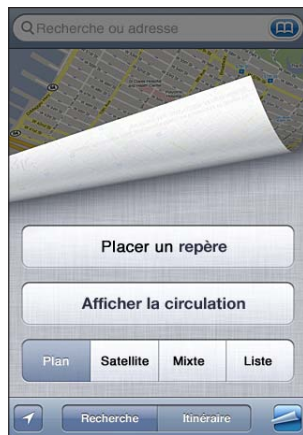 Recherche ou adresse
Placer un repère
Afficher la circulation
Plan Satellite Mixte Liste
Recherche Itinéraire